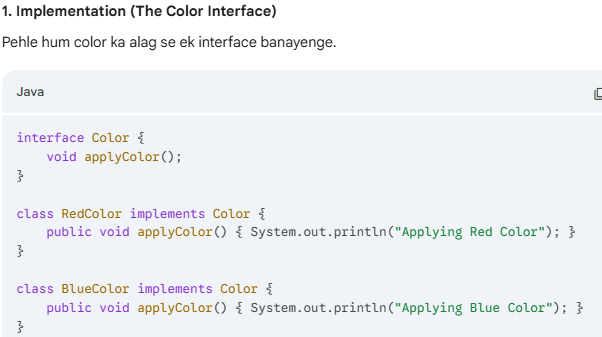 1. Implementation (The Color Interface)
Pehle hum color ka alag se ek interface banayenge.
Java
interface Color {
    void applyColor();
}
class RedColor implements Color {
    public void applyColor() { System.out.println("Applying Red Color"); }
}
class BlueColor implements Color {
    public void applyColor() { System.out.println("Applying Blue Color"); }
}